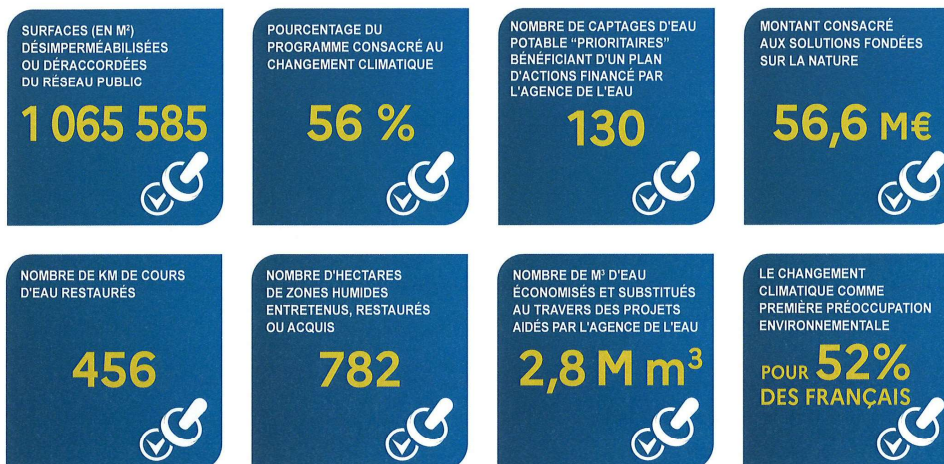 SURFACES (EN M²)
DÉSIMPERMÉABILISÉES
OU DÉRACCORDÉES
DU RÉSEAU PUBLIC
1 065 585
POURCENTAGE DU
PROGRAMME CONSACRÉ AU
CHANGEMENT CLIMATIQUE
56 %
NOMBRE DE CAPTAGES D'EAU
POTABLE “PRIORITAIRES”
BÉNÉFICIANT D'UN PLAN
D'ACTIONS FINANCÉ PAR
L'AGENCE DE L'EAU
130
MONTANT CONSACRÉ
AUX SOLUTIONS FONDÉES
SUR LA NATURE
56,6 M€
NOMBRE DE KM DE COURS
D'EAU RESTAURÉS
456
NOMBRE D'HECTARES
DE ZONES HUMIDES
ENTRETENUS, RESTAURÉS
OU ACQUIS
782
NOMBRE DE M³ D'EAU
ÉCONOMISÉS ET SUBSTITUÉS
AU TRAVERS DES PROJETS
AIDÉS PAR L'AGENCE DE L'EAU
2,8 M m³
LE CHANGEMENT
CLIMATIQUE COMME
PREMIÈRE PRÉOCCUPATION
ENVIRONNEMENTALE
POUR 52%
DES FRANÇAIS